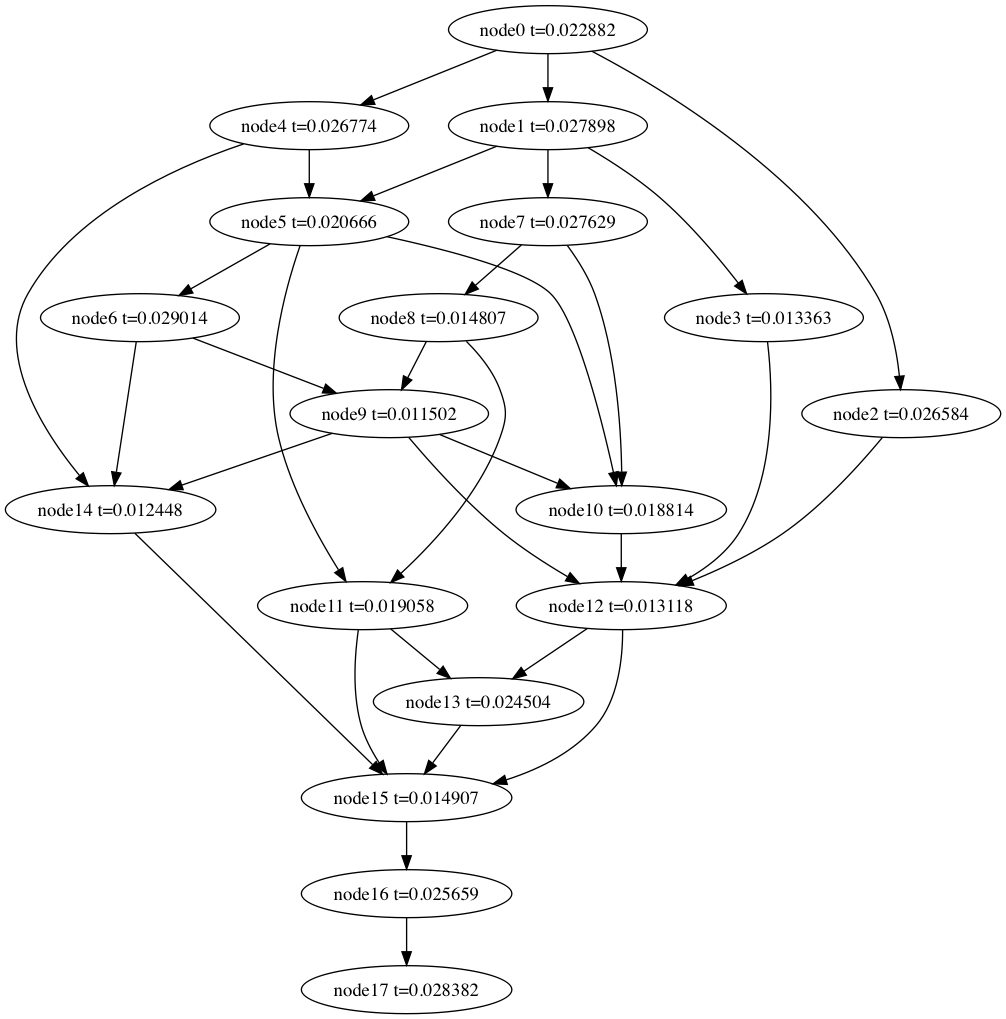 node0 t=0.022882
node4 t=0.026774
node1 t=0.027898
node5 t=0.020666
node7 t=0.027629
node6 t=0.029014
node8 t=0.014807
node3 t=0.013363
node9 t=0.011502
node2 t=0.026584
node14 t=0.012448
node10 t=0.018814
node11 t=0.019058
node12 t=0.013118
node13 t=0.024504
node15 t=0.014907
node16 t=0.025659
node17 t=0.028382